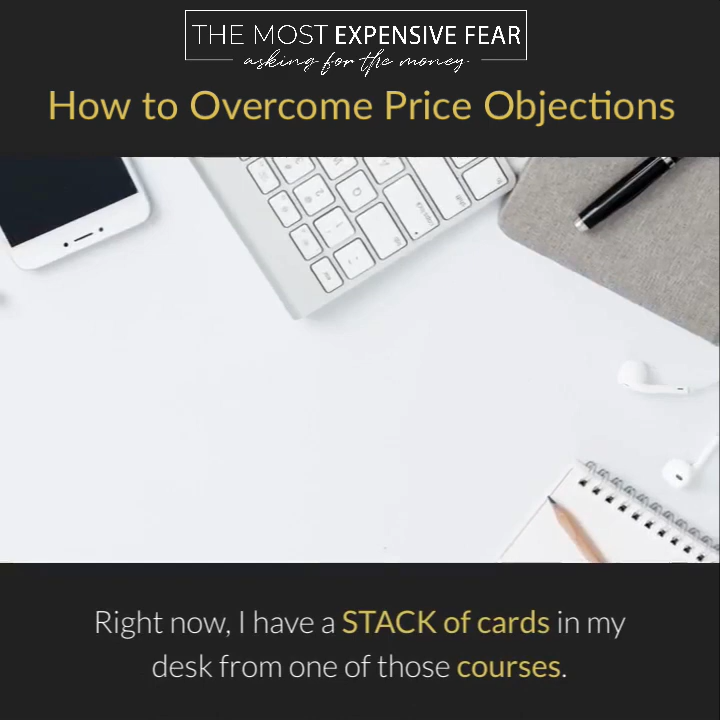 THE MOST EXPENSIVE FEAR
asking for the money
How to Overcome Price Objections
Right now, I have a STACK of cards in my
desk from one of those courses.